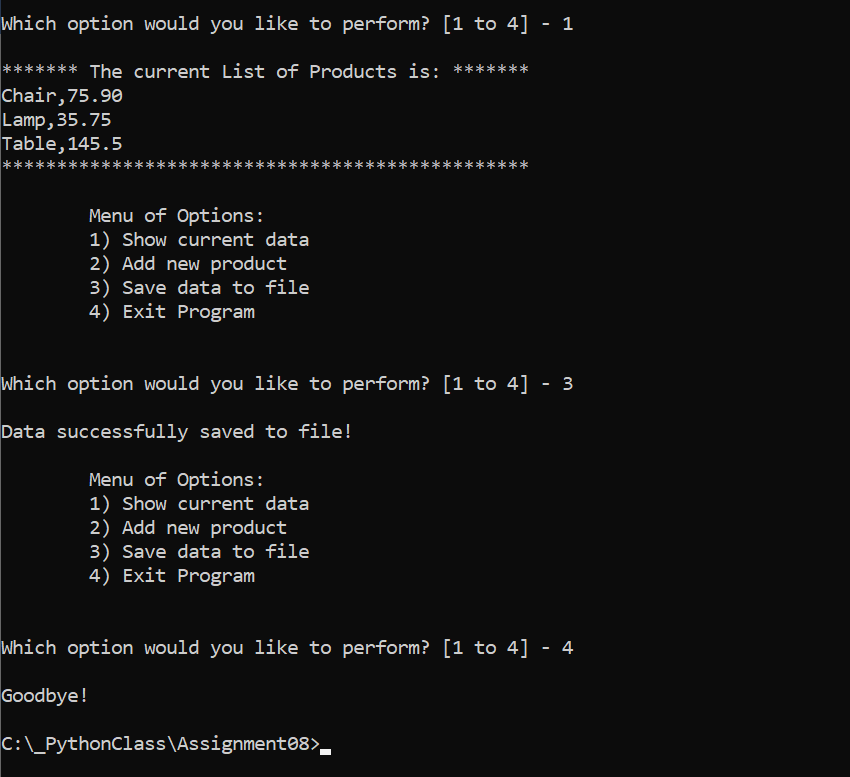 Which option would you like to perform? [1 to 4] - 1
******* The current List of Products is: *******
Chair,75.90
Lamp,35.75
Table,145.5
************************************************
Menu of Options:
1) Show current data
2) Add new product
3) Save data to file
4) Exit Program
Which option would you like to perform? [1 to 4] - 3
Data successfully saved to file!
Menu of Options:
1) Show current data
2) Add new product
3) Save data to file
4) Exit Program
Which option would you like to perform? [1 to 4] - 4
Goodbye!
C:\_PythonClass\Assignment08>